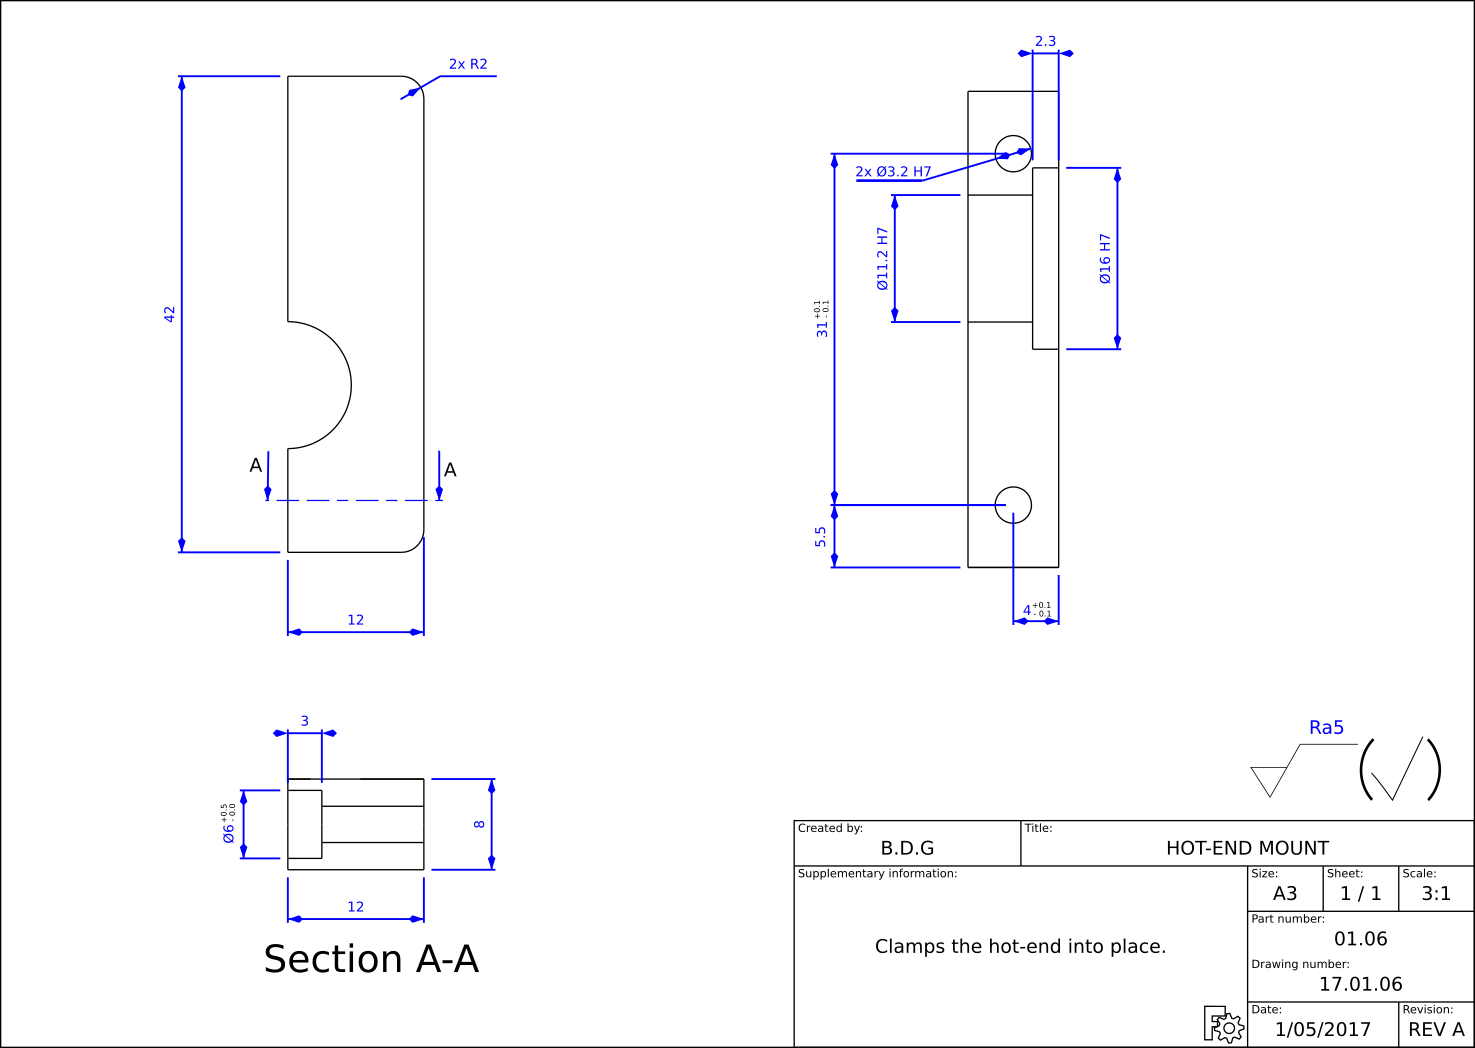 2.3
2x R2
2x Ø3.2 H7
Ø11.2 H7
Ø16 H7
42
31 +0.1
- 0.1
A
A
5.5
4 +0.1
- 0.1
12
3
Ø6 +0.5
- 0.0
8
12
Section A-A
Ra5
Created by:
B.D.G
Title:
HOT-END MOUNT
Supplementary information:
Clamps the hot-end into place.
Size:
A3
Sheet:
1 / 1
Scale:
3:1
Part number:
01.06
Drawing number:
17.01.06
Date:
1/05/2017
Revision:
REV A